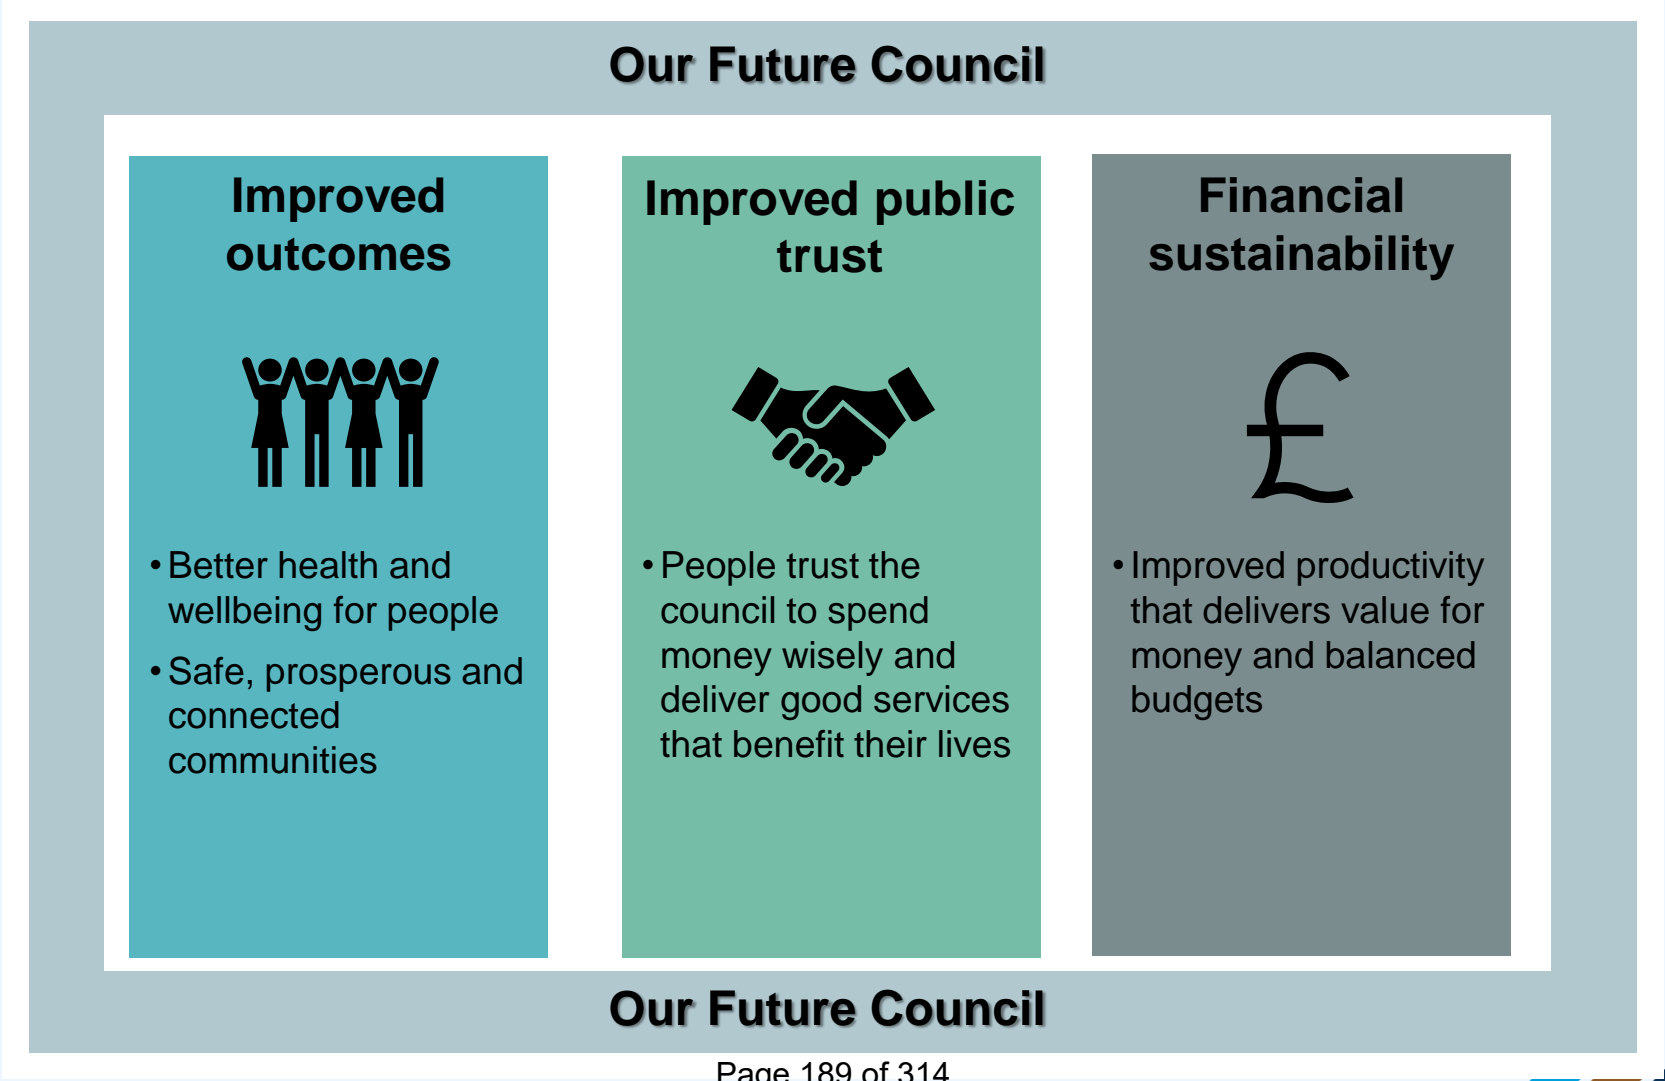 Our Future Council
Improved
outcomes
• Better health and
wellbeing for people
• Safe, prosperous and
connected
communities
Improved public
trust
• People trust the
council to spend
money wisely and
deliver good services
that benefit their lives
Financial
sustainability
£
• Improved productivity
that delivers value for
money and balanced
budgets
Our Future Council
Page 189 of 314